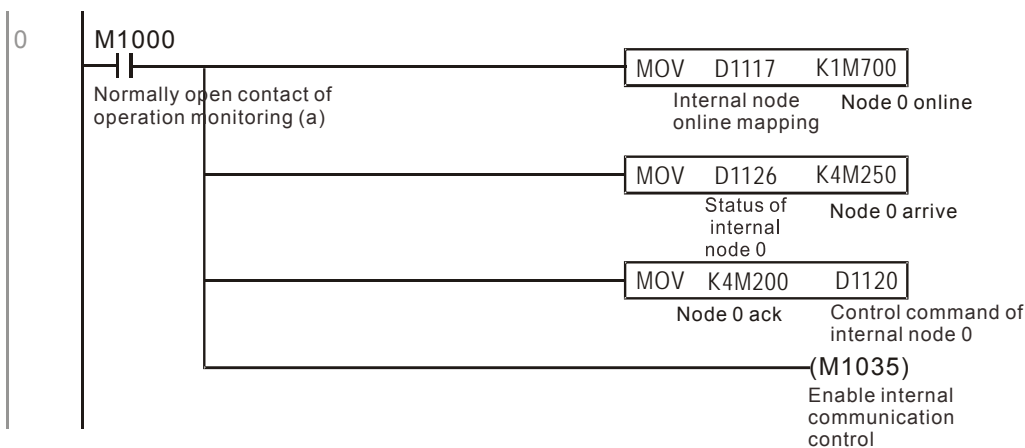 0
M1000
Normally open contact of
operation monitoring (a)
MOV D1117 K1M700
Internal node
online mapping
Node 0 online
MOV D1126 K4M250
Status of
internal
node 0
Node 0 arrive
MOV K4M200 D1120
Node 0 ack
Control command of
internal node 0
(M1035)
Enable internal
communication
control